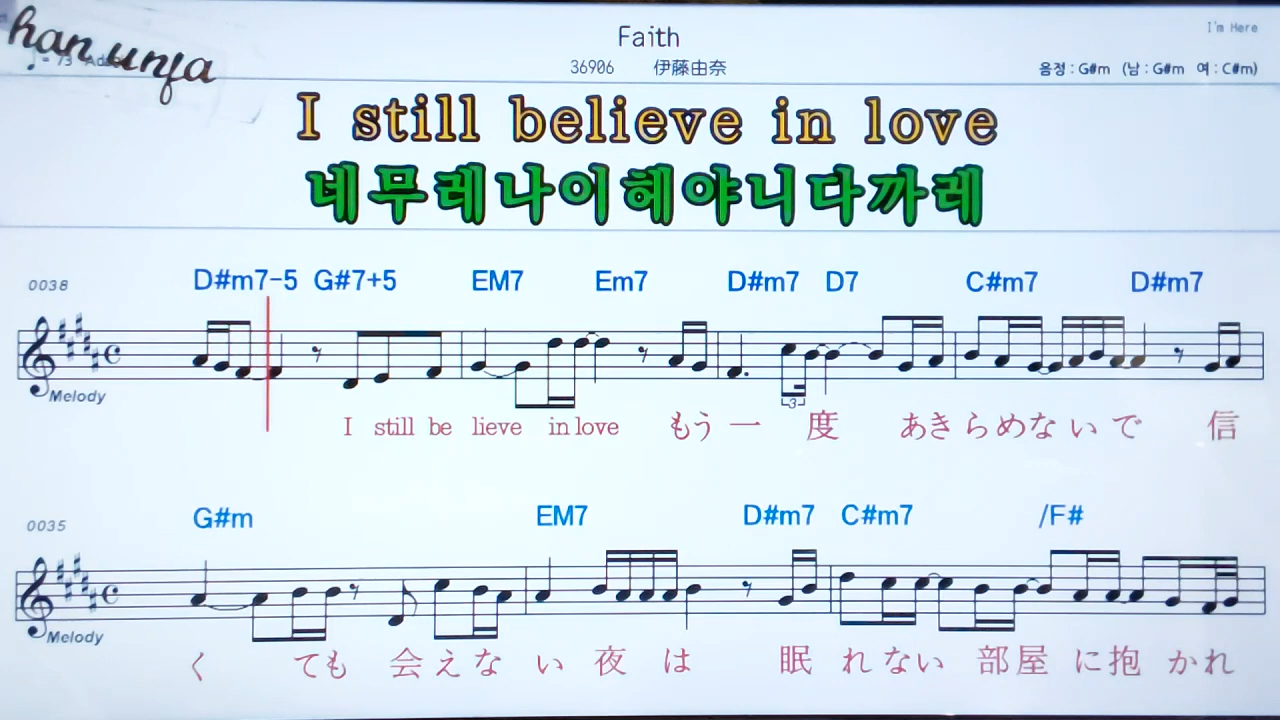 han unja
Faith
I'm Here
♩= 73
36906 伊藤由奈
음정 : G#m (남 : G#m 여 : C#m)
I still believe in love
네무레나이헤야니다까레
0038 D#m7-5 G#7+5 EM7 Em7 D#m7 D7 C#m7 D#m7
3
Melody
I still be lieve in love もう 一 度 あきらめないで 信
0035 G#m EM7 D#m7 C#m7 /F#
Melody
く ても 会えな い 夜 は 眠 れない 部屋 に抱 かれ